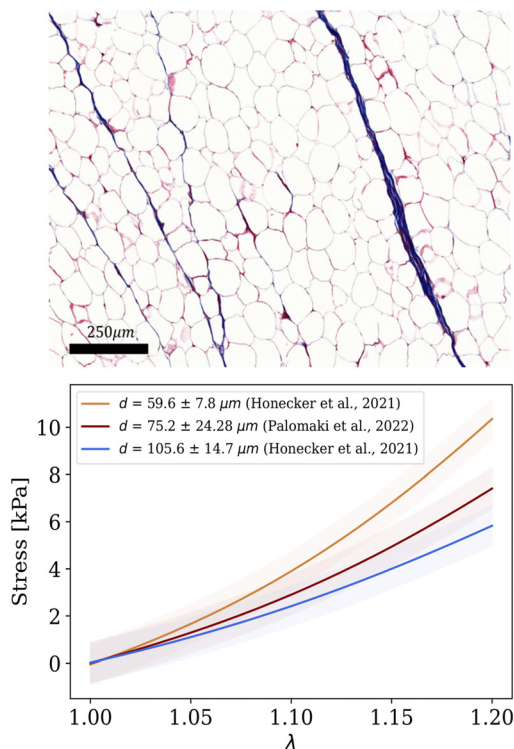 250μm
d = 59.6 ± 7.8 μm (Honecker et al., 2021)
d = 75.2 ± 24.28 μm (Palomaki et al., 2022)
d = 105.6 ± 14.7 μm (Honecker et al., 2021)
Stress [kPa]
10
8
6
4
2
0
1.00 1.05 1.10 1.15 1.20
λ